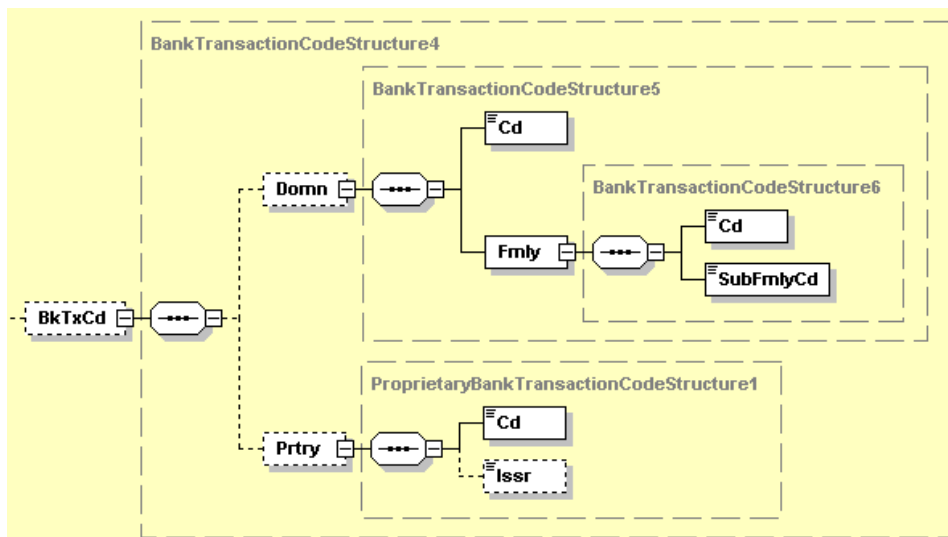 BankTransactionCodeStructure4
BankTransactionCodeStructure5
Cd
BankTransactionCodeStructure6
Domn
Cd
Fmly
SubFmlyCd
BkTxCd
ProprietaryBankTransactionCodeStructure1
Cd
Prtry
Issr